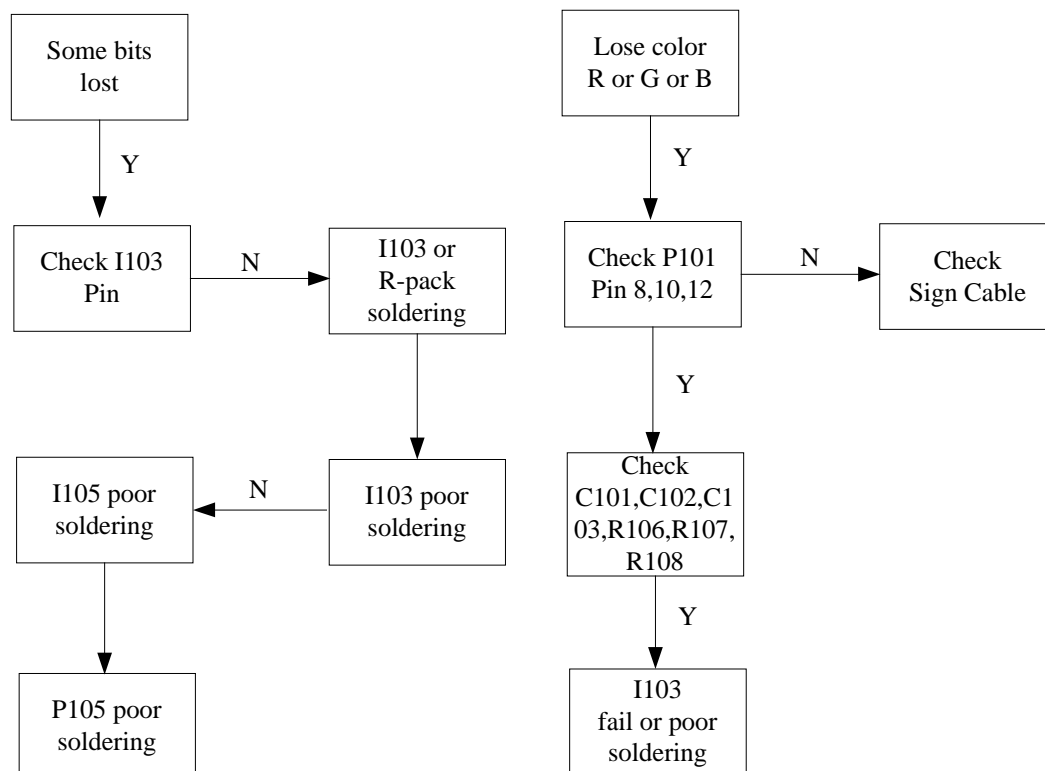 Some bits
lost
Y
Check I103
Pin
N
I103 or
R-pack
soldering
I103 poor
soldering
N
I105 poor
soldering
P105 poor
soldering
Lose color
R or G or B
Y
Check P101
Pin 8,10,12
N
Check
Sign Cable
Y
Check
C101,C102,C1
03,R106,R107,
R108
Y
I103
fail or poor
soldering